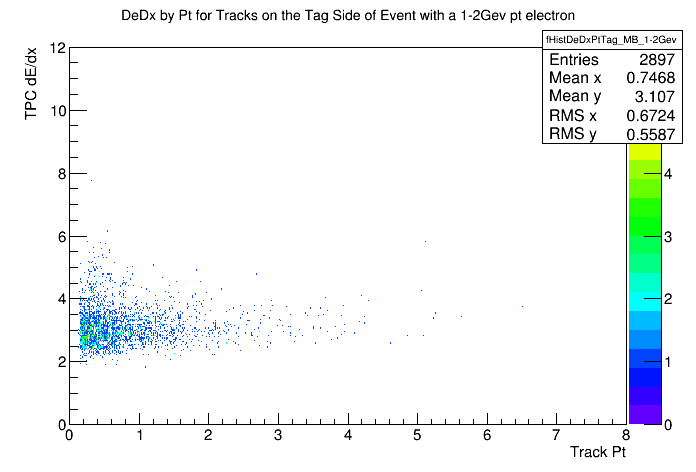 DeDx by Pt for Tracks on the Tag Side of Event with a 1-2Gev pt electron
fHistDeDxPtTag_MB_1-2Gev
Entries 2897
Mean x 0.7468
Mean y 3.107
RMS x 0.6724
RMS y 0.5587
TPC dE/dx
12
10
8
6
4
2
0
4
3
2
1
0
0 1 2 3 4 5 6 7 8
Track Pt